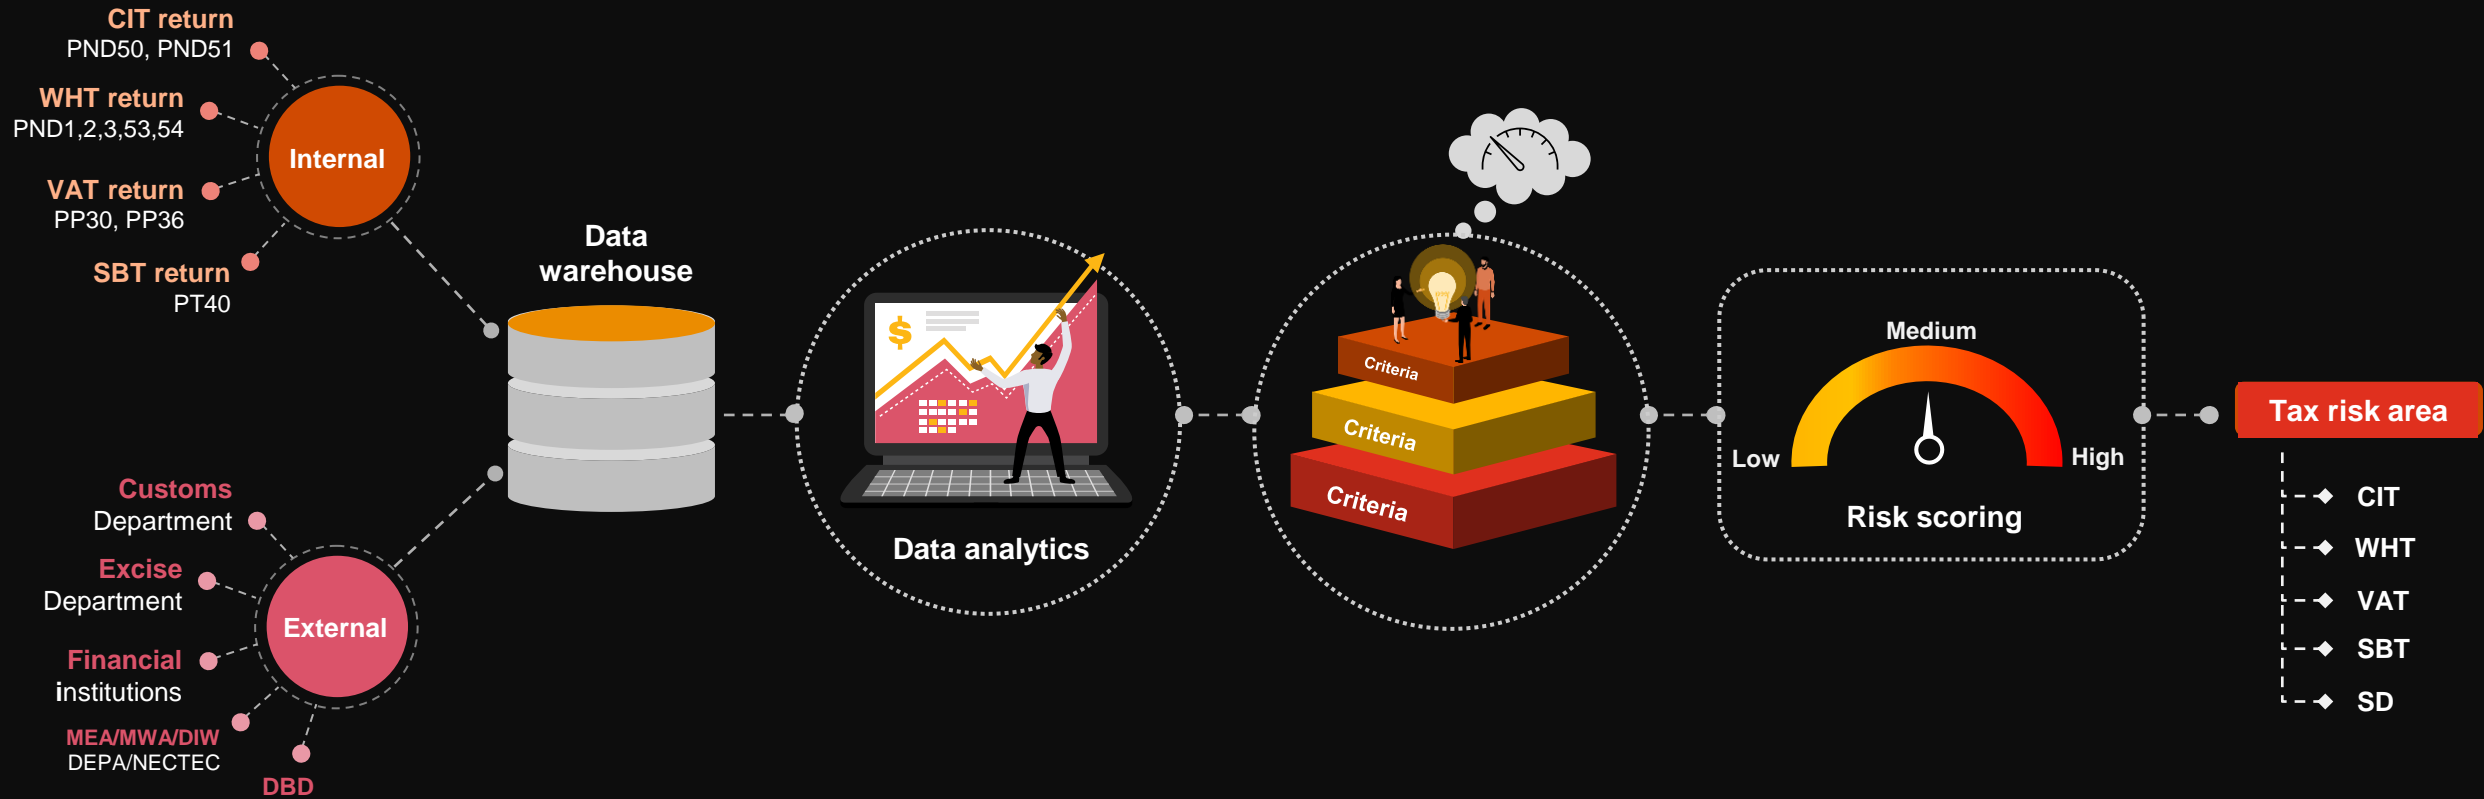 CIT return
PND50, PND51
WHT return
PND1,2,3,53,54
VAT return
PP30, PP36
SBT return
PT40
Internal
Customs
Department
Excise
Department
Financial
institutions
MEA/MWA/DIW
DEPA/NECTEC
DBD
External
Data
warehouse
$
Data analytics
Criteria
Criteria
Criteria
Medium
Low
High
Risk scoring
Tax risk area
CIT
WHT
VAT
SBT
SD